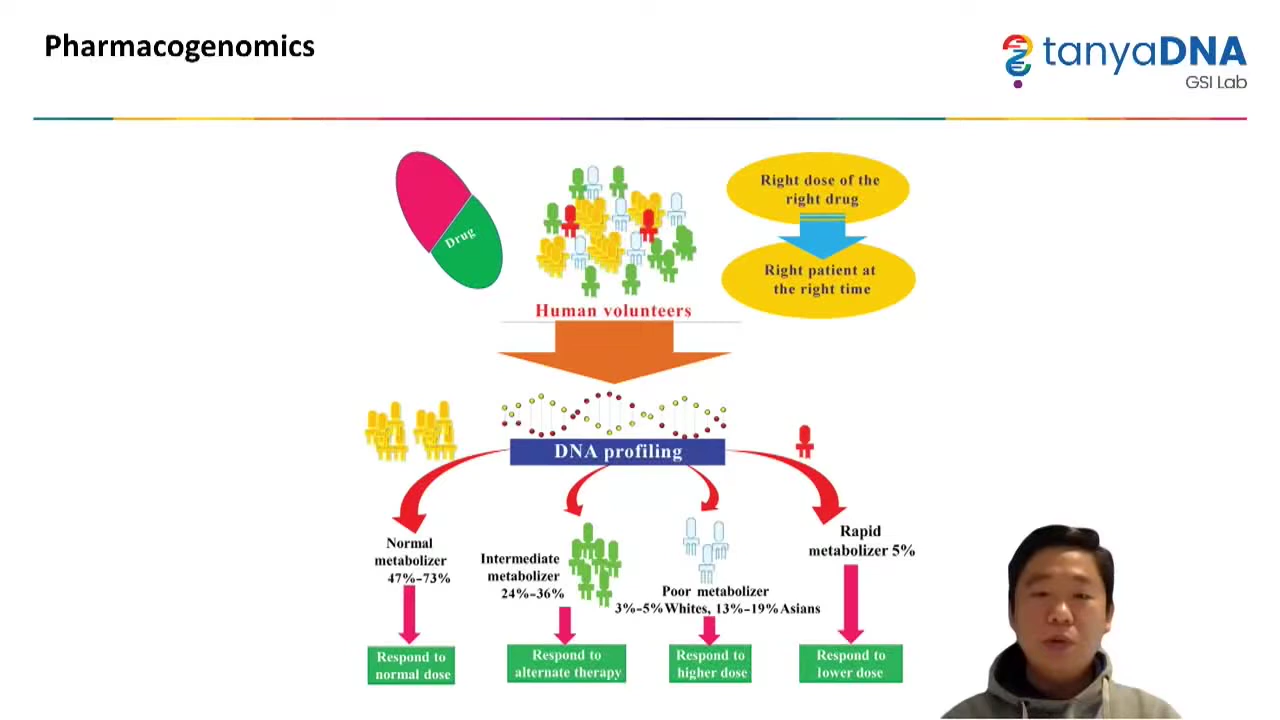 Pharmacogenomics
tanyaDNA
GSI Lab
Drug
Right dose of the
right drug
Right patient at
the right time
Human volunteers
DNA profiling
Normal
metabolizer
47%-73%
Intermediate
metabolizer
24%-36%
Poor metabolizer
3%-5%Whites, 13%-19%Asians
Rapid
metabolizer 5%
Respond to
normal dose
Respond to
alternate therapy
Respond to
higher dose
Respond to
lower dose